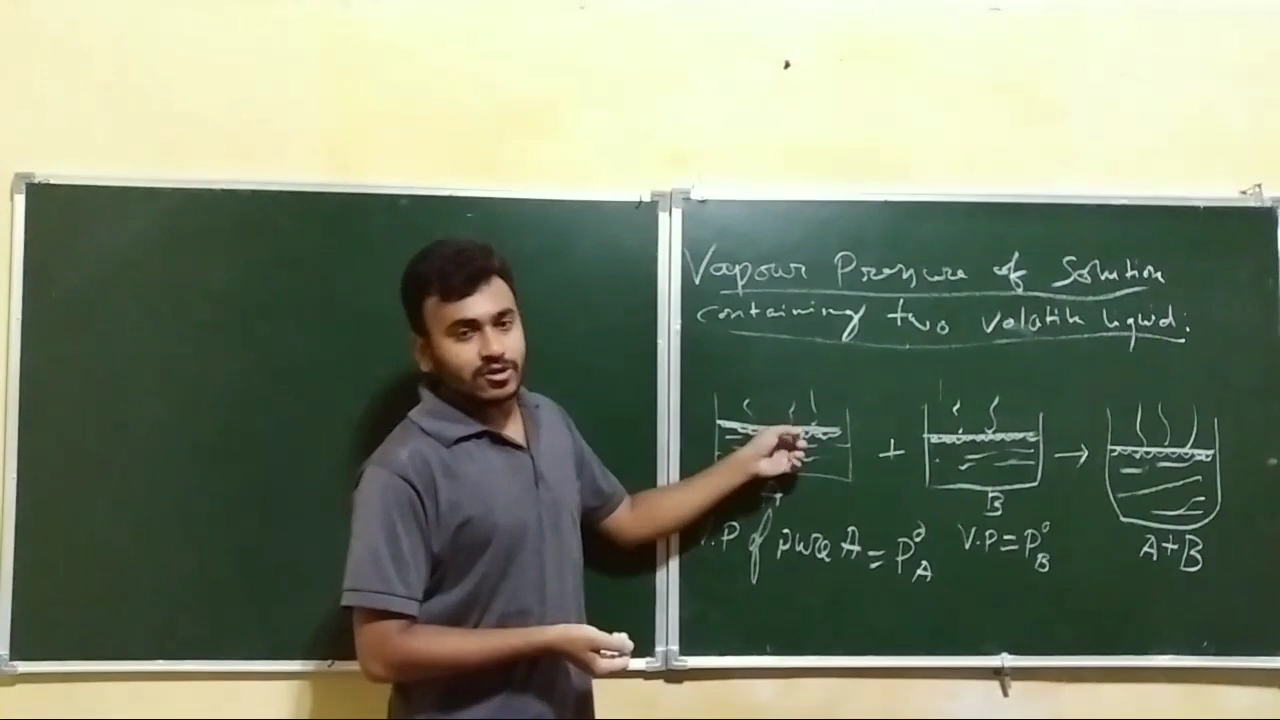 Vapour Pressure of Solution
containing two volatile liquid:
+ →
B
.P of pure A = P°A V.P = P°B A+B